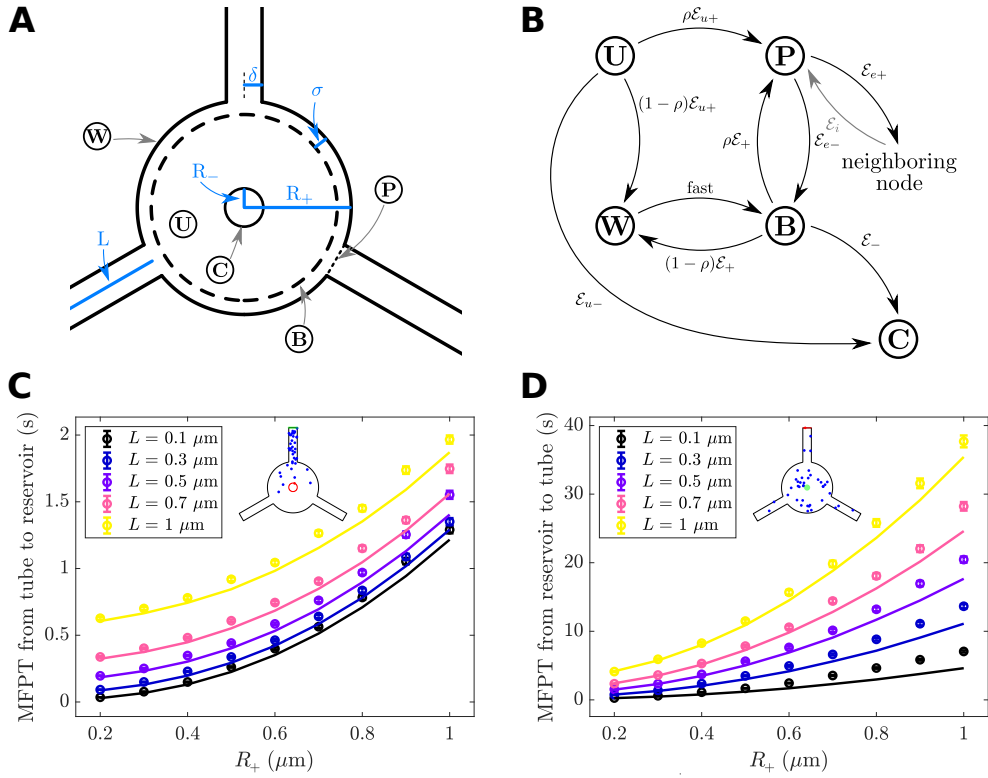 A
δ
σ
W
R₋
R₊
P
U
L
C
B
B
ρℰᵤ₊
U
P
ℰₑ₊
(1−ρ)ℰᵤ₊
ℰᵢ
ρℰ₊
ℰₑ₋
neighboring
node
fast
W
B
ℰ₋
(1−ρ)ℰ₊
ℰᵤ₋
C
C
MFPT from tube to reservoir (s)
2
1.5
1
0.5
0
L = 0.1 μm
L = 0.3 μm
L = 0.5 μm
L = 0.7 μm
L = 1 μm
0.2 0.4 0.6 0.8 1
R₊ (μm)
D
MFPT from reservoir to tube (s)
40
30
20
10
0
L = 0.1 μm
L = 0.3 μm
L = 0.5 μm
L = 0.7 μm
L = 1 μm
0.2 0.4 0.6 0.8 1
R₊ (μm)